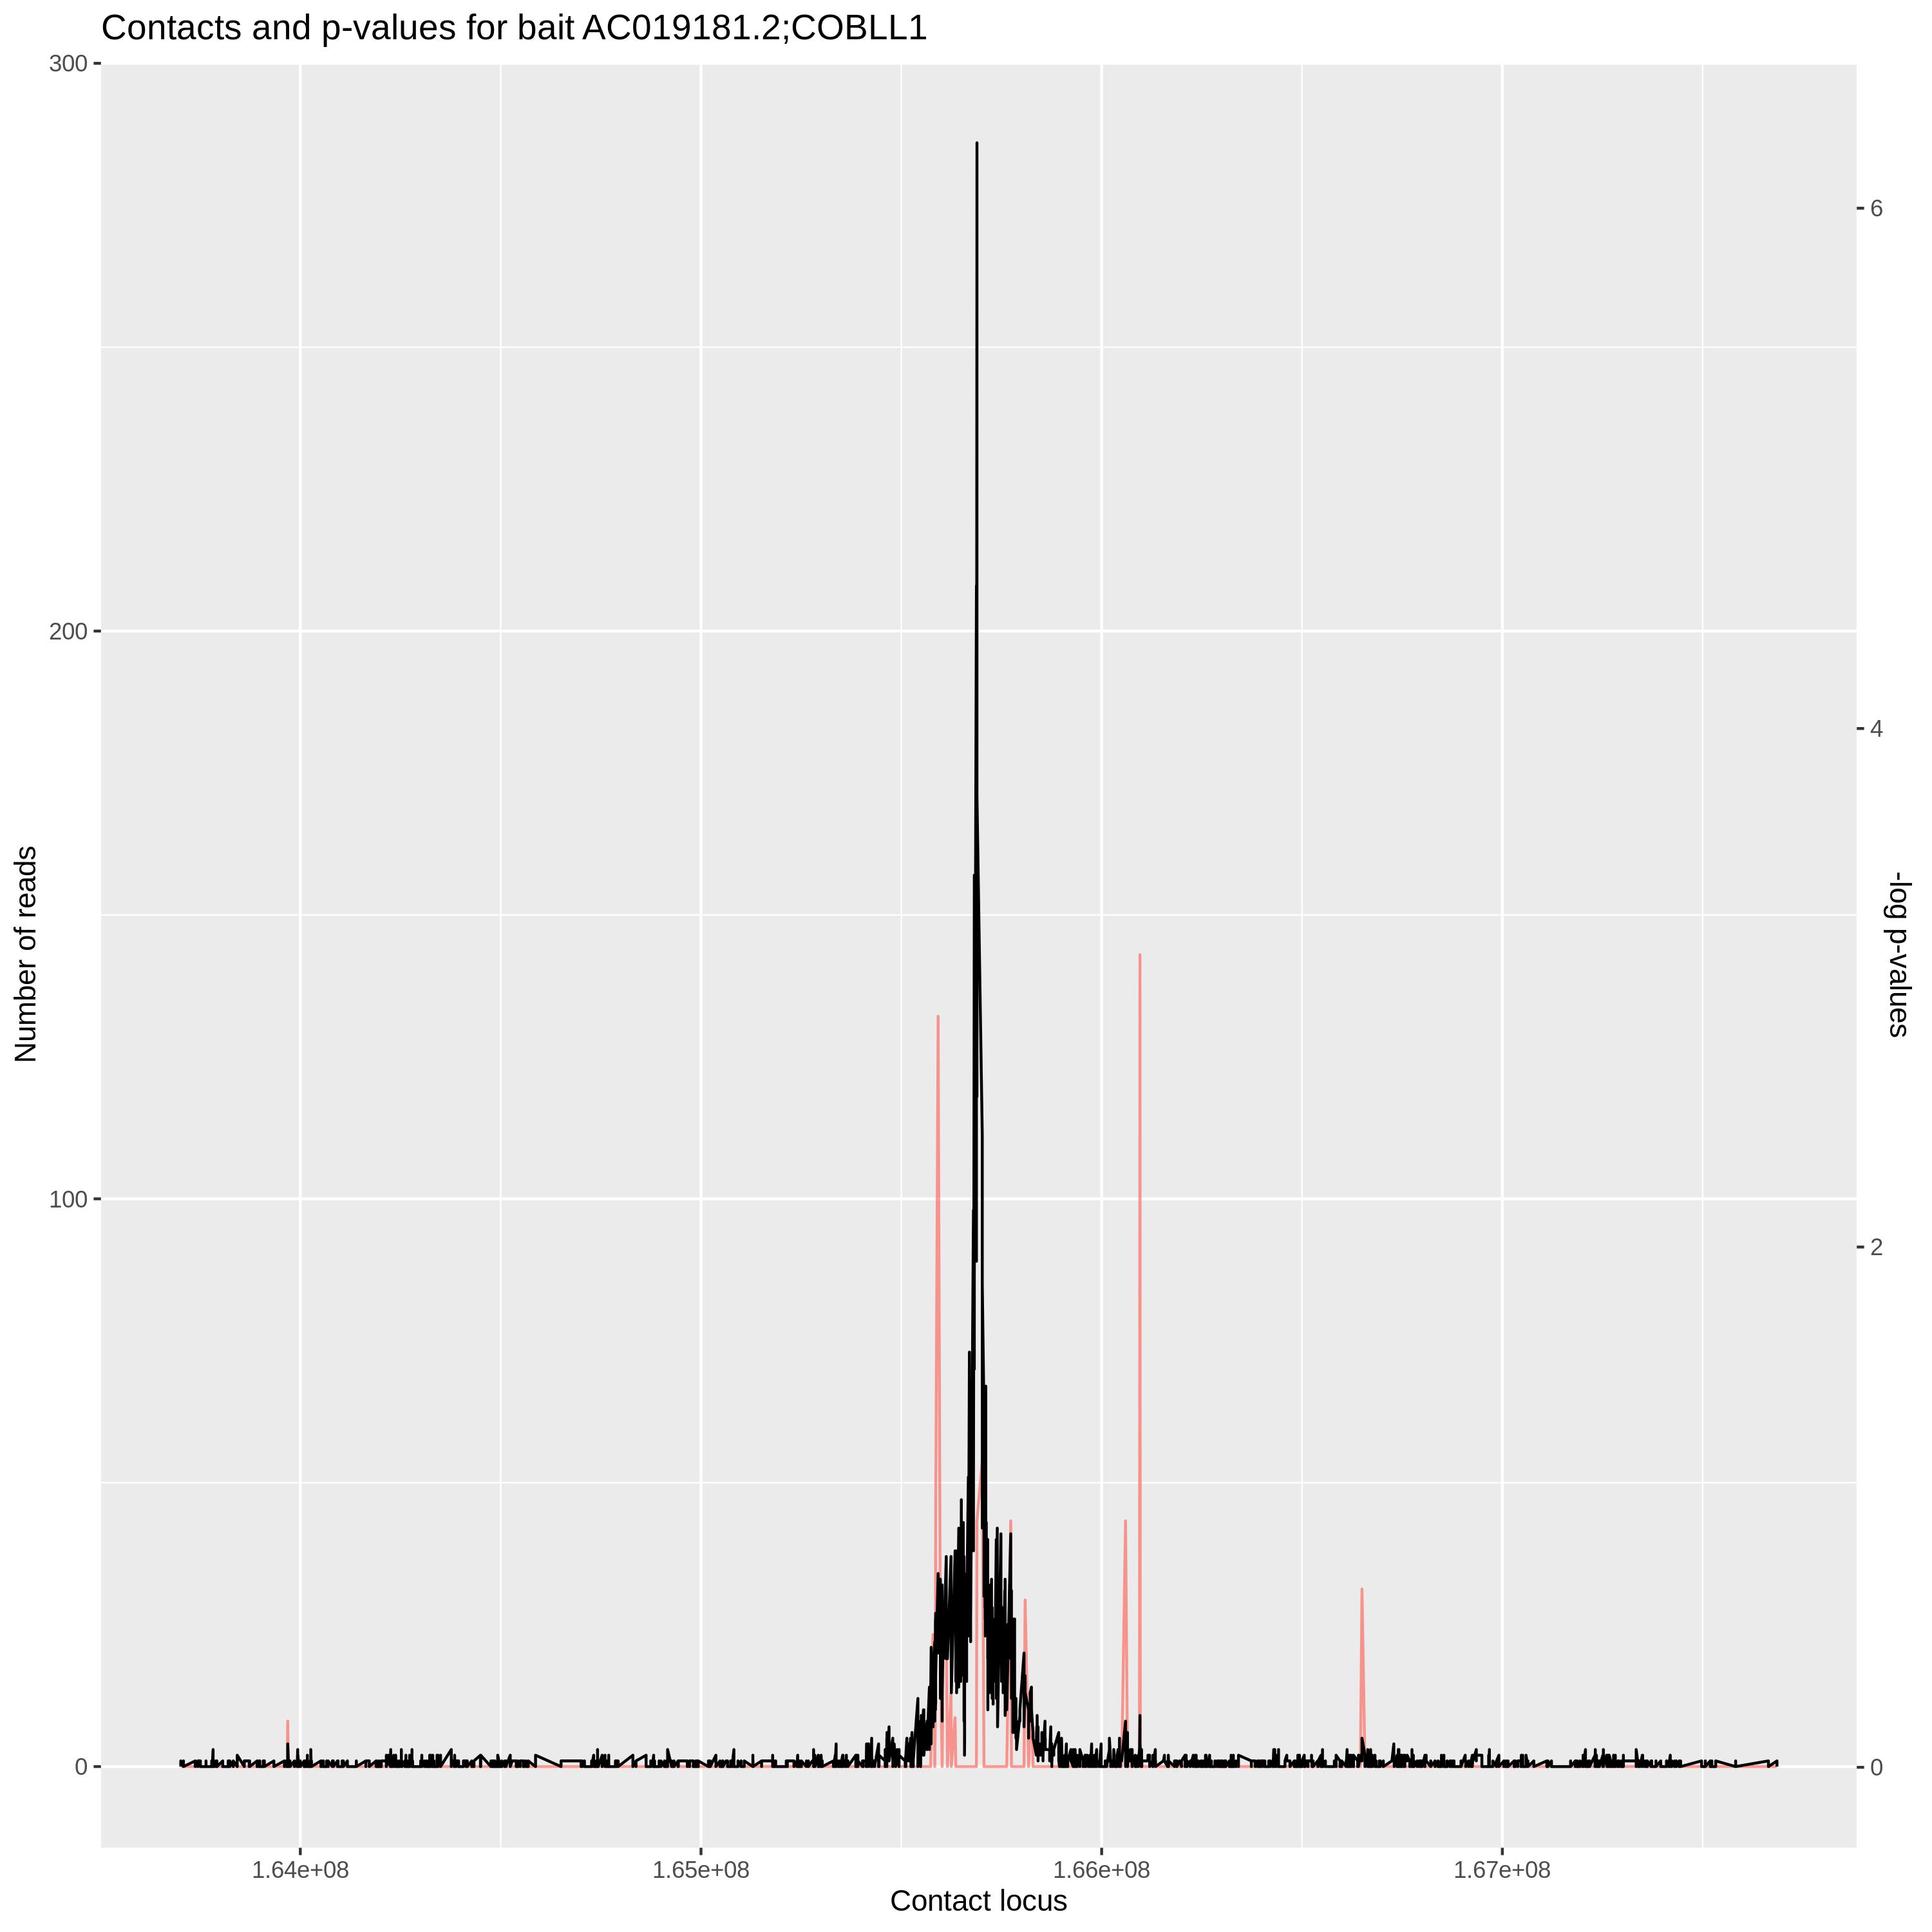 Contacts and p-values for bait AC019181.2;COBLL1
300
200
100
0
Number of reads
6
4
2
0
-log p-values
1.64e+08
1.65e+08
1.66e+08
1.67e+08
Contact locus